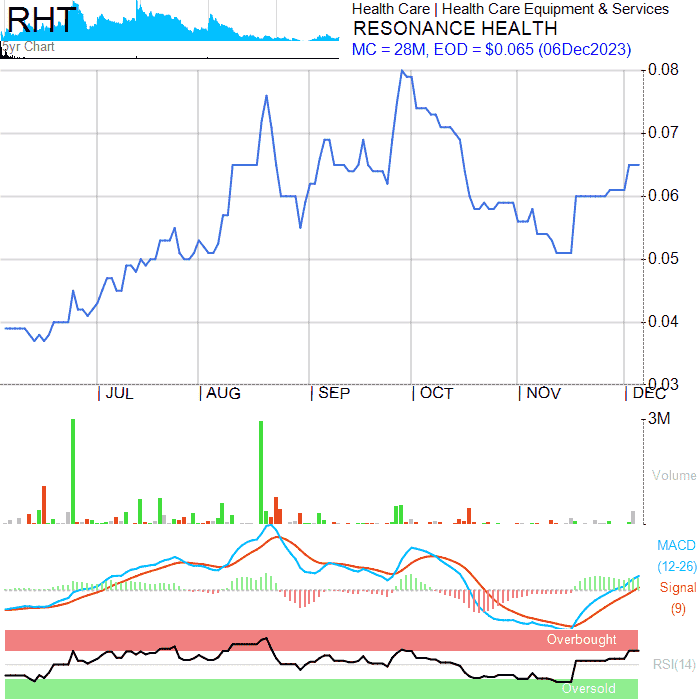 RHT
5yr Chart
Health Care | Health Care Equipment & Services
RESONANCE HEALTH
MC = 28M, EOD = $0.065 (06Dec2023)
0.08
0.07
0.06
0.05
0.04
0.03
JUL AUG SEP OCT NOV DEC
3M
Volume
MACD
(12-26)
Signal
(9)
Overbought
RSI(14)
Oversold